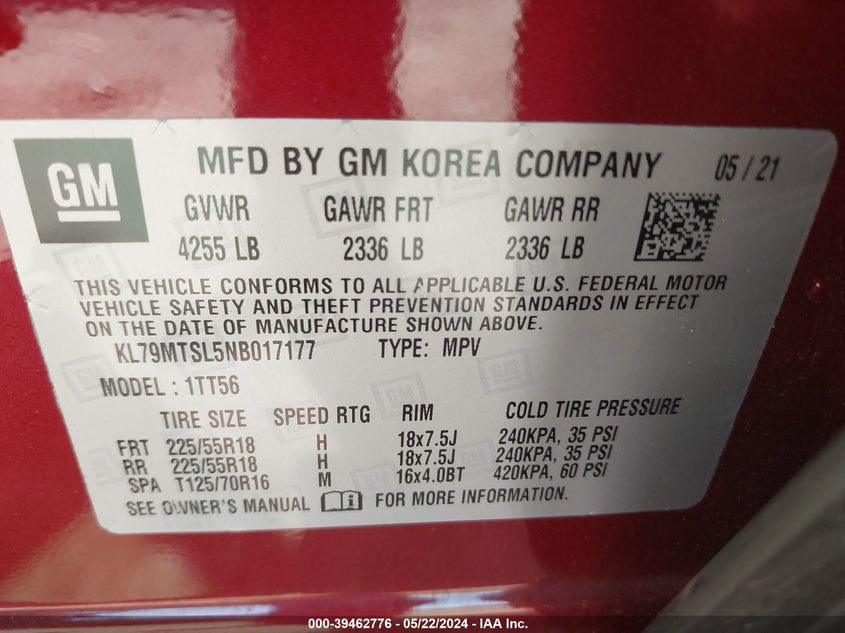 GM MFD BY GM KOREA COMPANY 05 / 21
GVWR GAWR FRT GAWR RR
4255 LB 2336 LB 2336 LB
THIS VEHICLE CONFORMS TO ALL APPLICABLE U.S. FEDERAL MOTOR
VEHICLE SAFETY AND THEFT PREVENTION STANDARDS IN EFFECT
ON THE DATE OF MANUFACTURE SHOWN ABOVE.
KL79MTSL5NB017177 TYPE: MPV
MODEL : 1TT56
TIRE SIZE SPEED RTG RIM COLD TIRE PRESSURE
FRT 225/55R18 H 18x7.5J 240KPA, 35 PSI
RR 225/55R18 H 18x7.5J 240KPA, 35 PSI
SPA T125/70R16 M 16x4.0BT 420KPA, 60 PSI
SEE OWNER'S MANUAL FOR MORE INFORMATION.
000-39462776 - 05/22/2024 - IAA Inc.